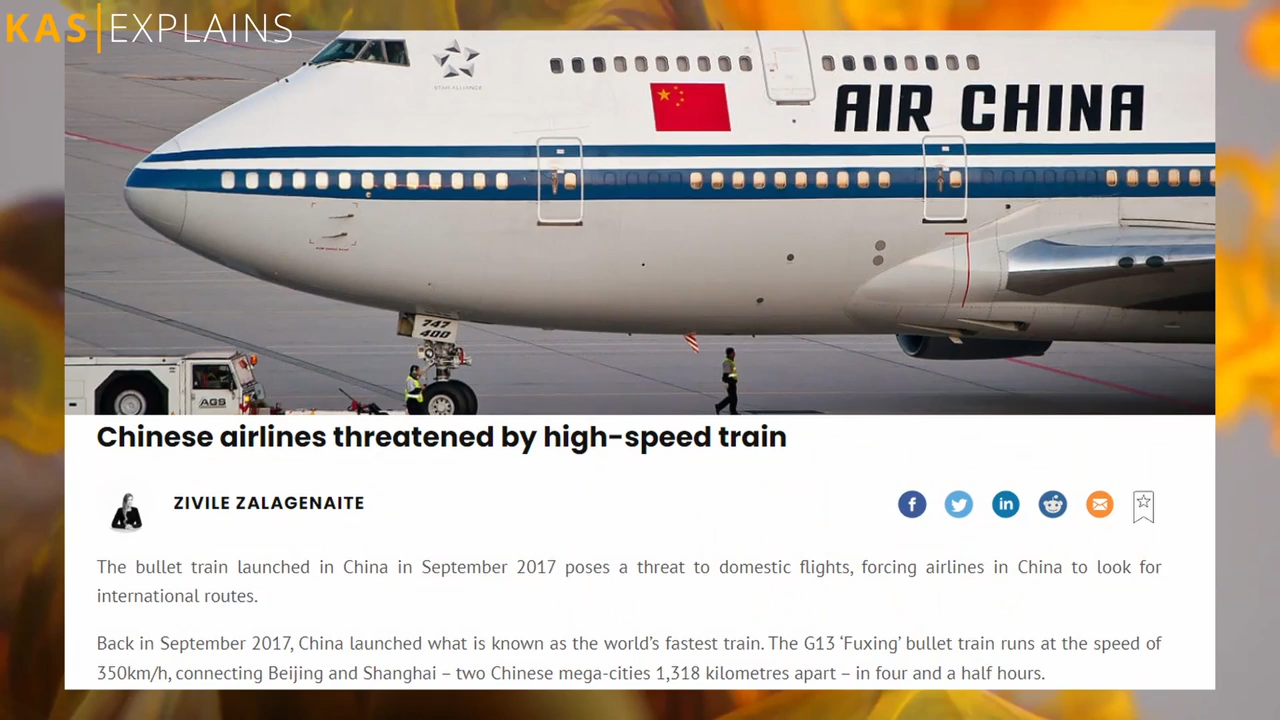 KAS|EXPLAINS
STAR ALLIANCE
AIR CHINA
747
400
AGS
Chinese airlines threatened by high-speed train
ZIVILE ZALAGENAITE
The bullet train launched in China in September 2017 poses a threat to domestic flights, forcing airlines in China to look for
international routes.
Back in September 2017, China launched what is known as the world's fastest train. The G13 ‘Fuxing’ bullet train runs at the speed of
350km/h, connecting Beijing and Shanghai – two Chinese mega-cities 1,318 kilometres apart – in four and a half hours.